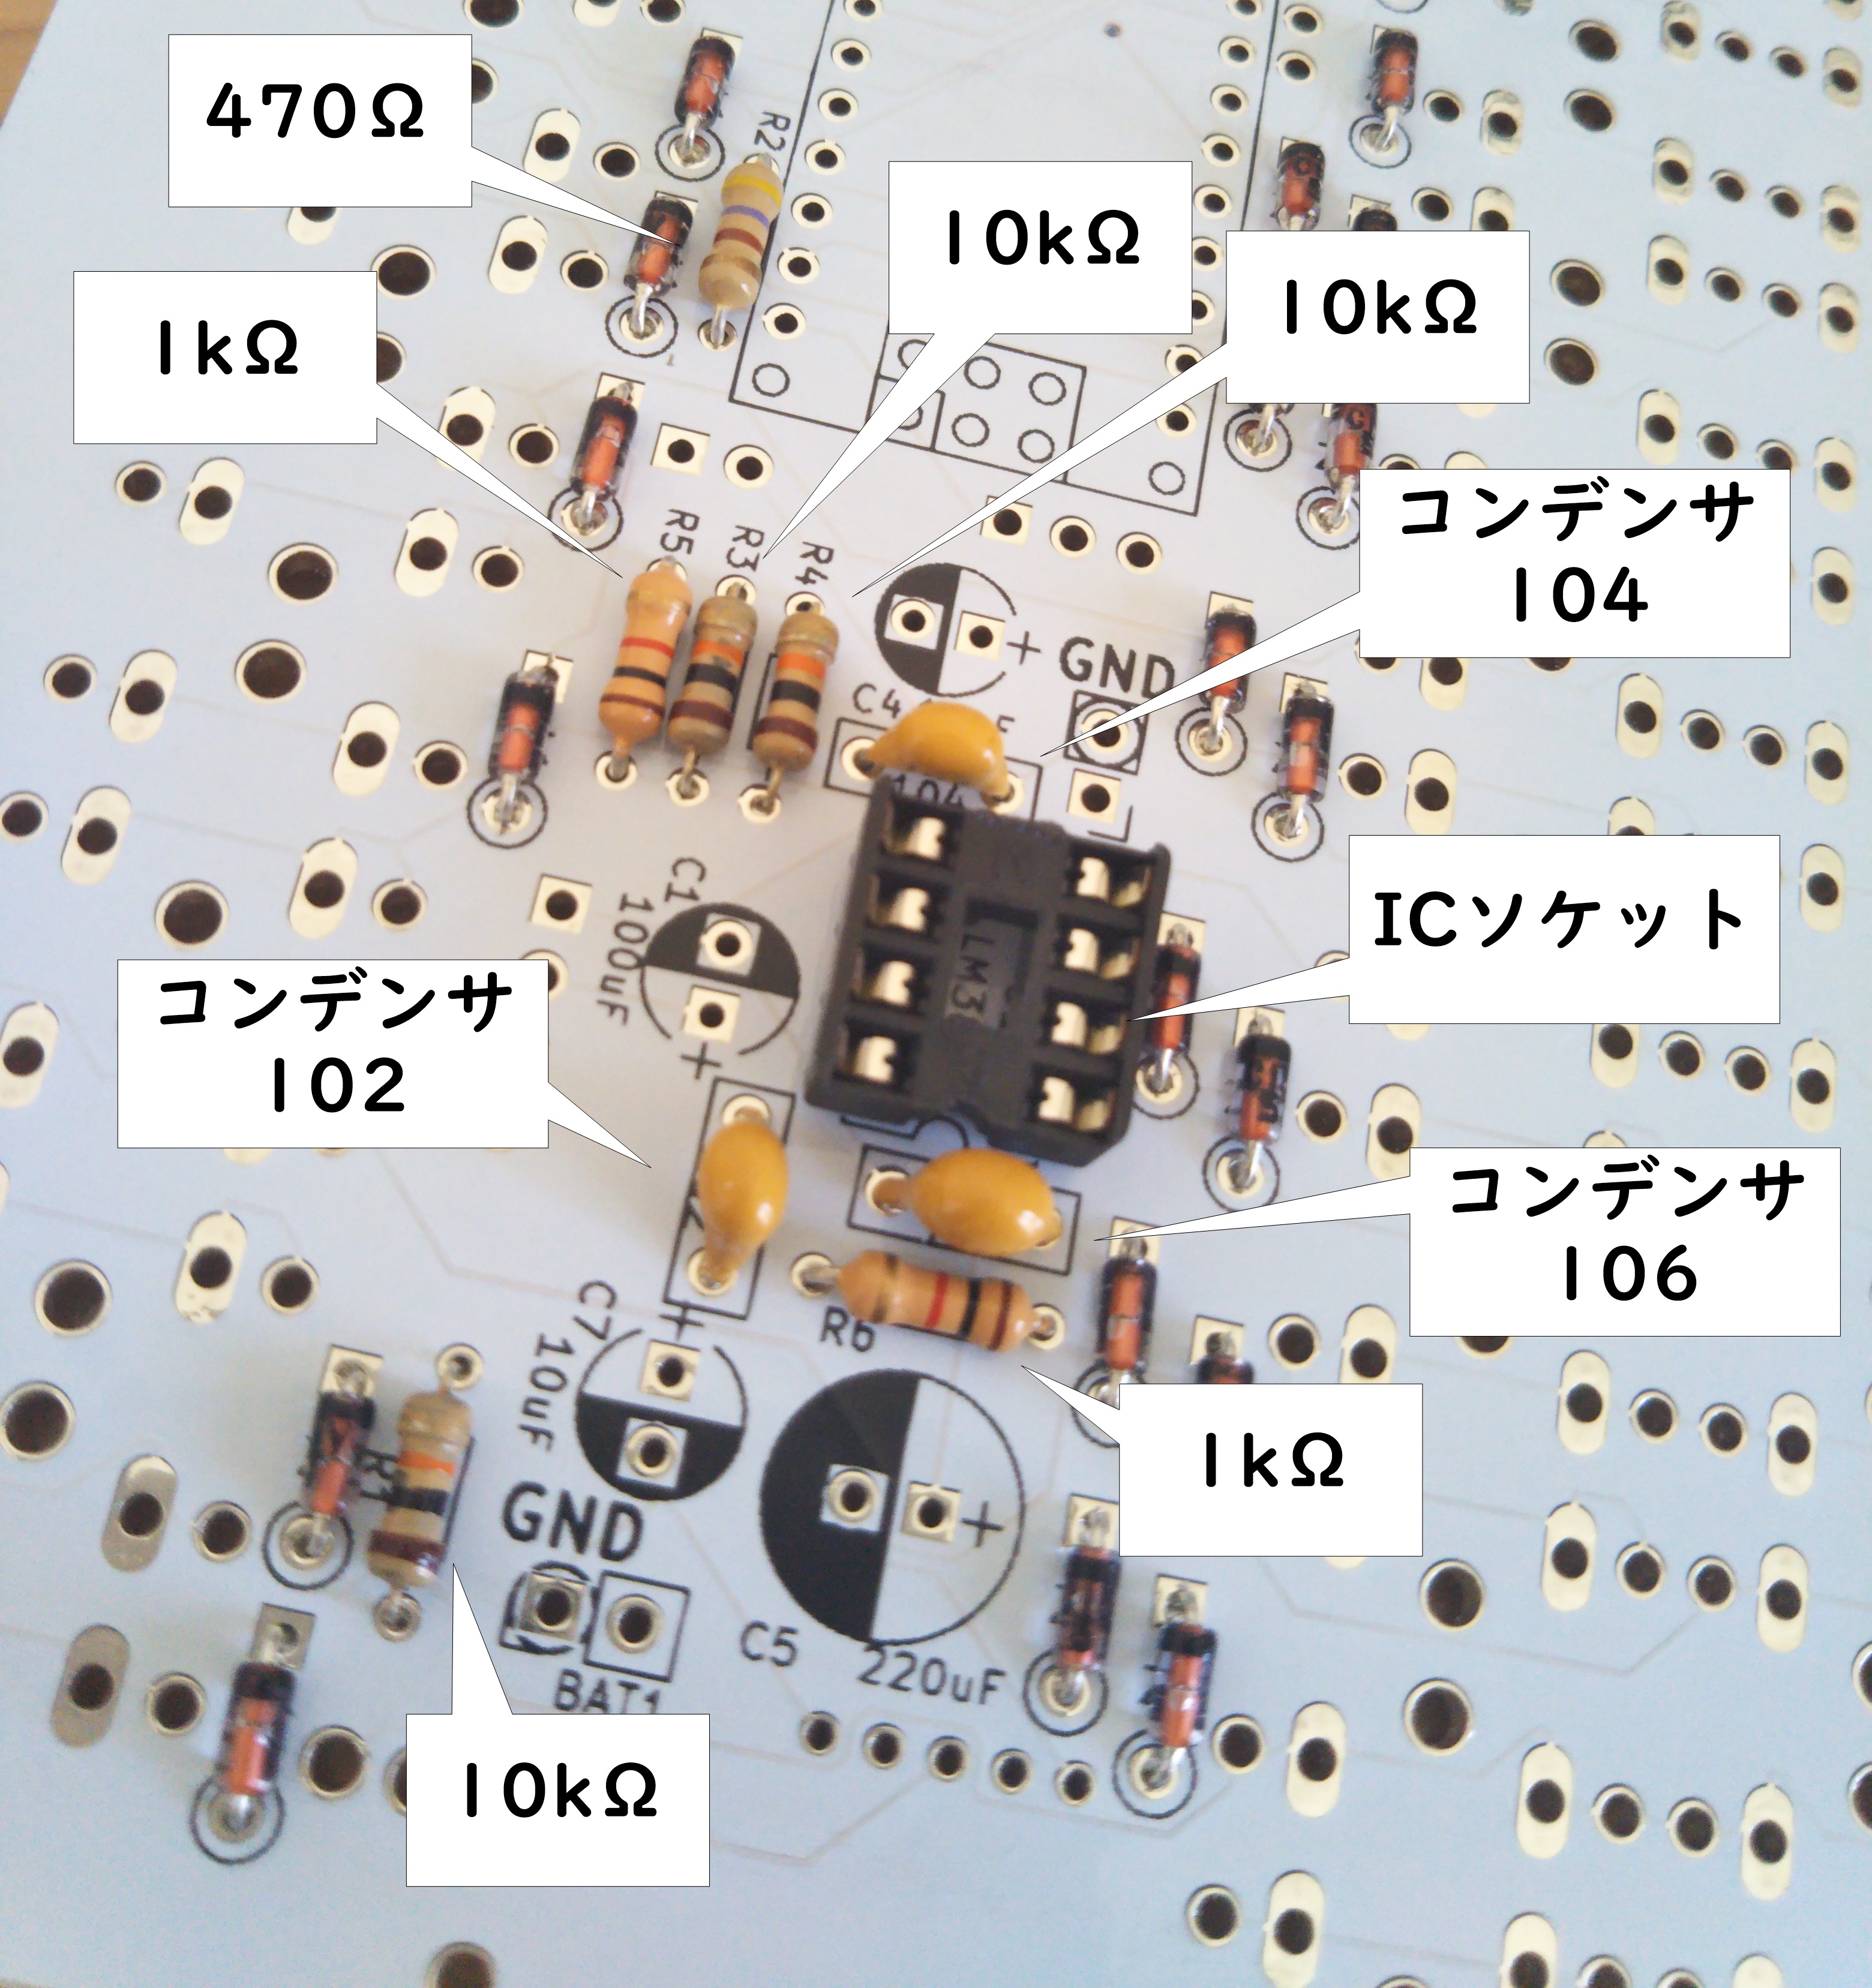 470Ω
R2
10kΩ
10kΩ
1kΩ
コンデンサ
104
R5
R3
R4
+
GND
C4
104
ICソケット
C1
100uF
+
LM3
コンデンサ
102
コンデンサ
106
R6
C7
10uF
+
1kΩ
R1
GND
+
BAT1
C5
220uF
10kΩ